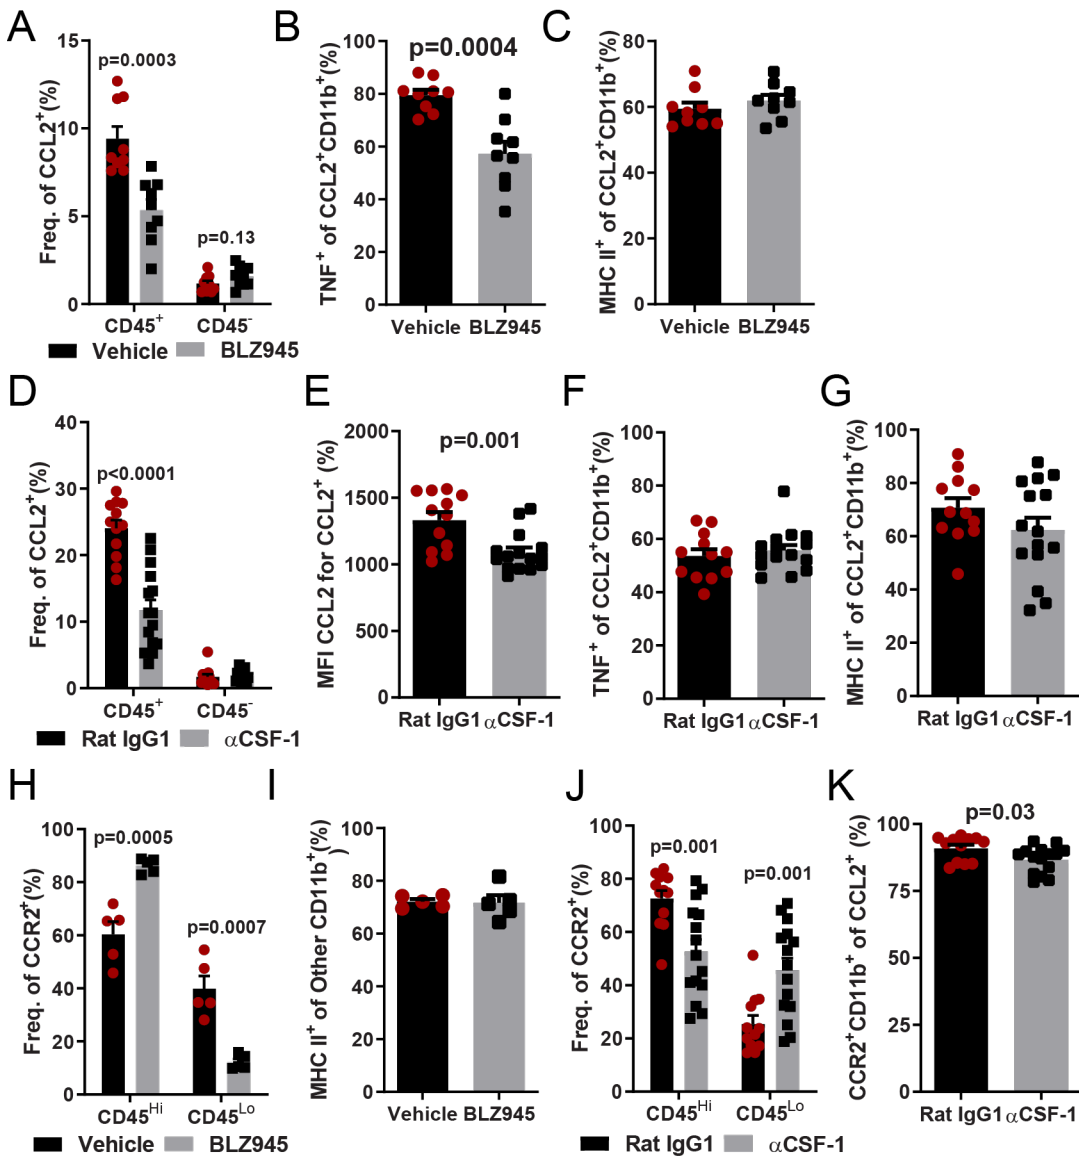 A
Freq. of CCL2⁺(%)
15
10
5
0
p=0.0003
p=0.13
CD45⁺
CD45⁻
Vehicle
BLZ945
B
TNF⁺ of CCL2⁺CD11b⁺(%)
100
80
60
40
20
0
p=0.0004
Vehicle BLZ945
C
MHC II⁺ of CCL2⁺CD11b⁺(%)
80
60
40
20
0
Vehicle BLZ945
D
Freq. of CCL2⁺(%)
40
30
20
10
0
p<0.0001
CD45⁺
CD45⁻
Rat IgG1
αCSF-1
E
MFI CCL2 for CCL2⁺ (%)
2000
1500
1000
500
0
p=0.001
Rat IgG1 αCSF-1
F
TNF⁺ of CCL2⁺CD11b⁺(%)
100
80
60
40
20
0
Rat IgG1 αCSF-1
G
MHC II⁺ of CCL2⁺CD11b⁺(%)
100
80
60
40
20
0
Rat IgG1 αCSF-1
H
Freq. of CCR2⁺(%)
100
80
60
40
20
0
p=0.0005
p=0.0007
CD45ᴴⁱ
CD45ᴸᵒ
Vehicle
BLZ945
I
MHC II⁺ of Other CD11b⁺(%)
)
100
80
60
40
20
0
Vehicle BLZ945
J
Freq. of CCR2⁺(%)
100
80
60
40
20
0
p=0.001
p=0.001
CD45ᴴⁱ
CD45ᴸᵒ
Rat IgG1
αCSF-1
K
CCR2⁺CD11b⁺ of CCL2⁺ (%)
100
75
50
25
0
p=0.03
Rat IgG1 αCSF-1